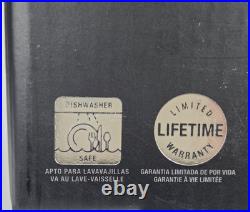 DISHWASHER
SAFE
APTO PARA LAVAVAJILLAS
VA AU LAVE-VAISSELLE
LIMITED
LIFETIME
WARRANTY
GARANTIA LIMITADA DE POR VIDA
GARANTIE À VIE LIMITÉE